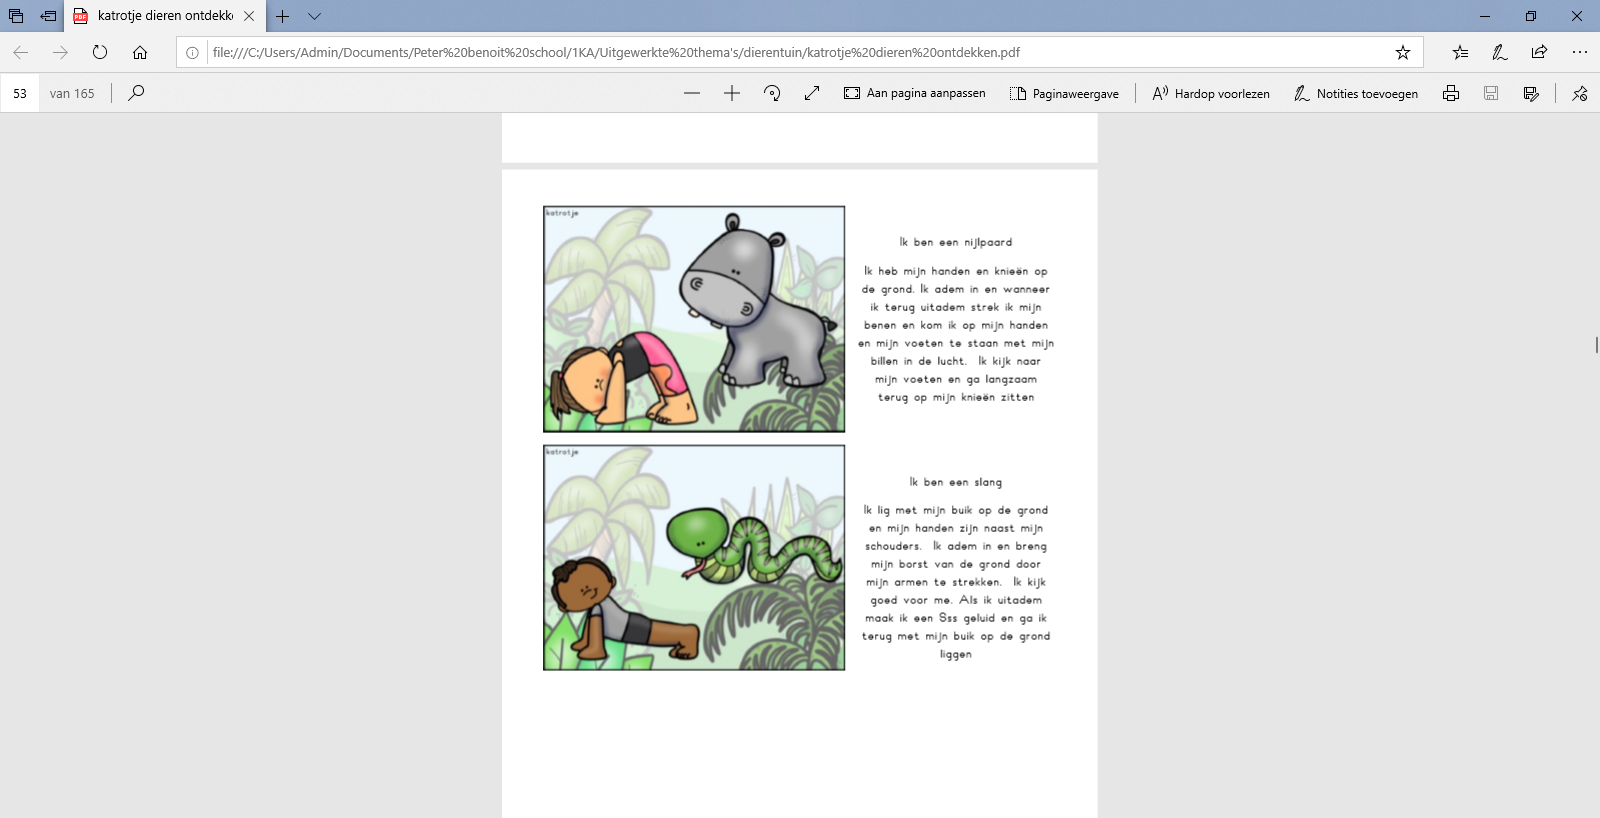 katrotje dieren ontdekk
file:///C:/Users/Admin/Documents/Peter%20benoit%20school/1KA/Uitgewerkte%20thema's/dierentuin/katrotje%20dieren%20ontdekken.pdf
53 van 165
Aan pagina aanpassen
Paginaweergave
Hardop voorlezen
Notities toevoegen
katrotje
Ik ben een nijlpaard
Ik heb mijn handen en knieën op
de grond. Ik adem in en wanneer
ik terug uitadem strek ik mijn
benen en kom ik op mijn handen
en mijn voeten te staan met mijn
billen in de lucht. Ik kijk naar
mijn voeten en ga langzaam
terug op mijn knieën zitten
katrotje
Ik ben een slang
Ik lig met mijn buik op de grond
en mijn handen zijn naast mijn
schouders. Ik adem in en breng
mijn borst van de grond door
mijn armen te strekken. Ik kijk
goed voor me. Als ik uitadem
maak ik een Sss geluid en ga ik
terug met mijn buik op de grond
liggen